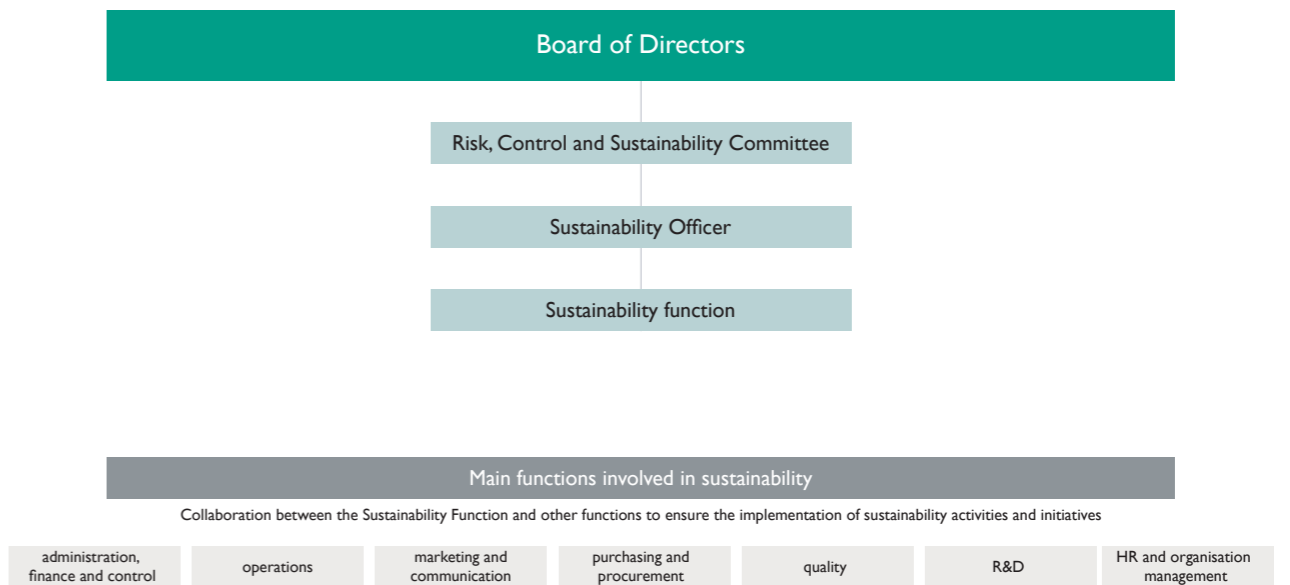 Board of Directors
Risk, Control and Sustainability Committee
Sustainability Officer
Sustainability function
Main functions involved in sustainability
Collaboration between the Sustainability Function and other functions to ensure the implementation of sustainability activities and initiatives
administration,
finance and control
operations
marketing and
communication
purchasing and
procurement
quality
R&D
HR and organisation
management